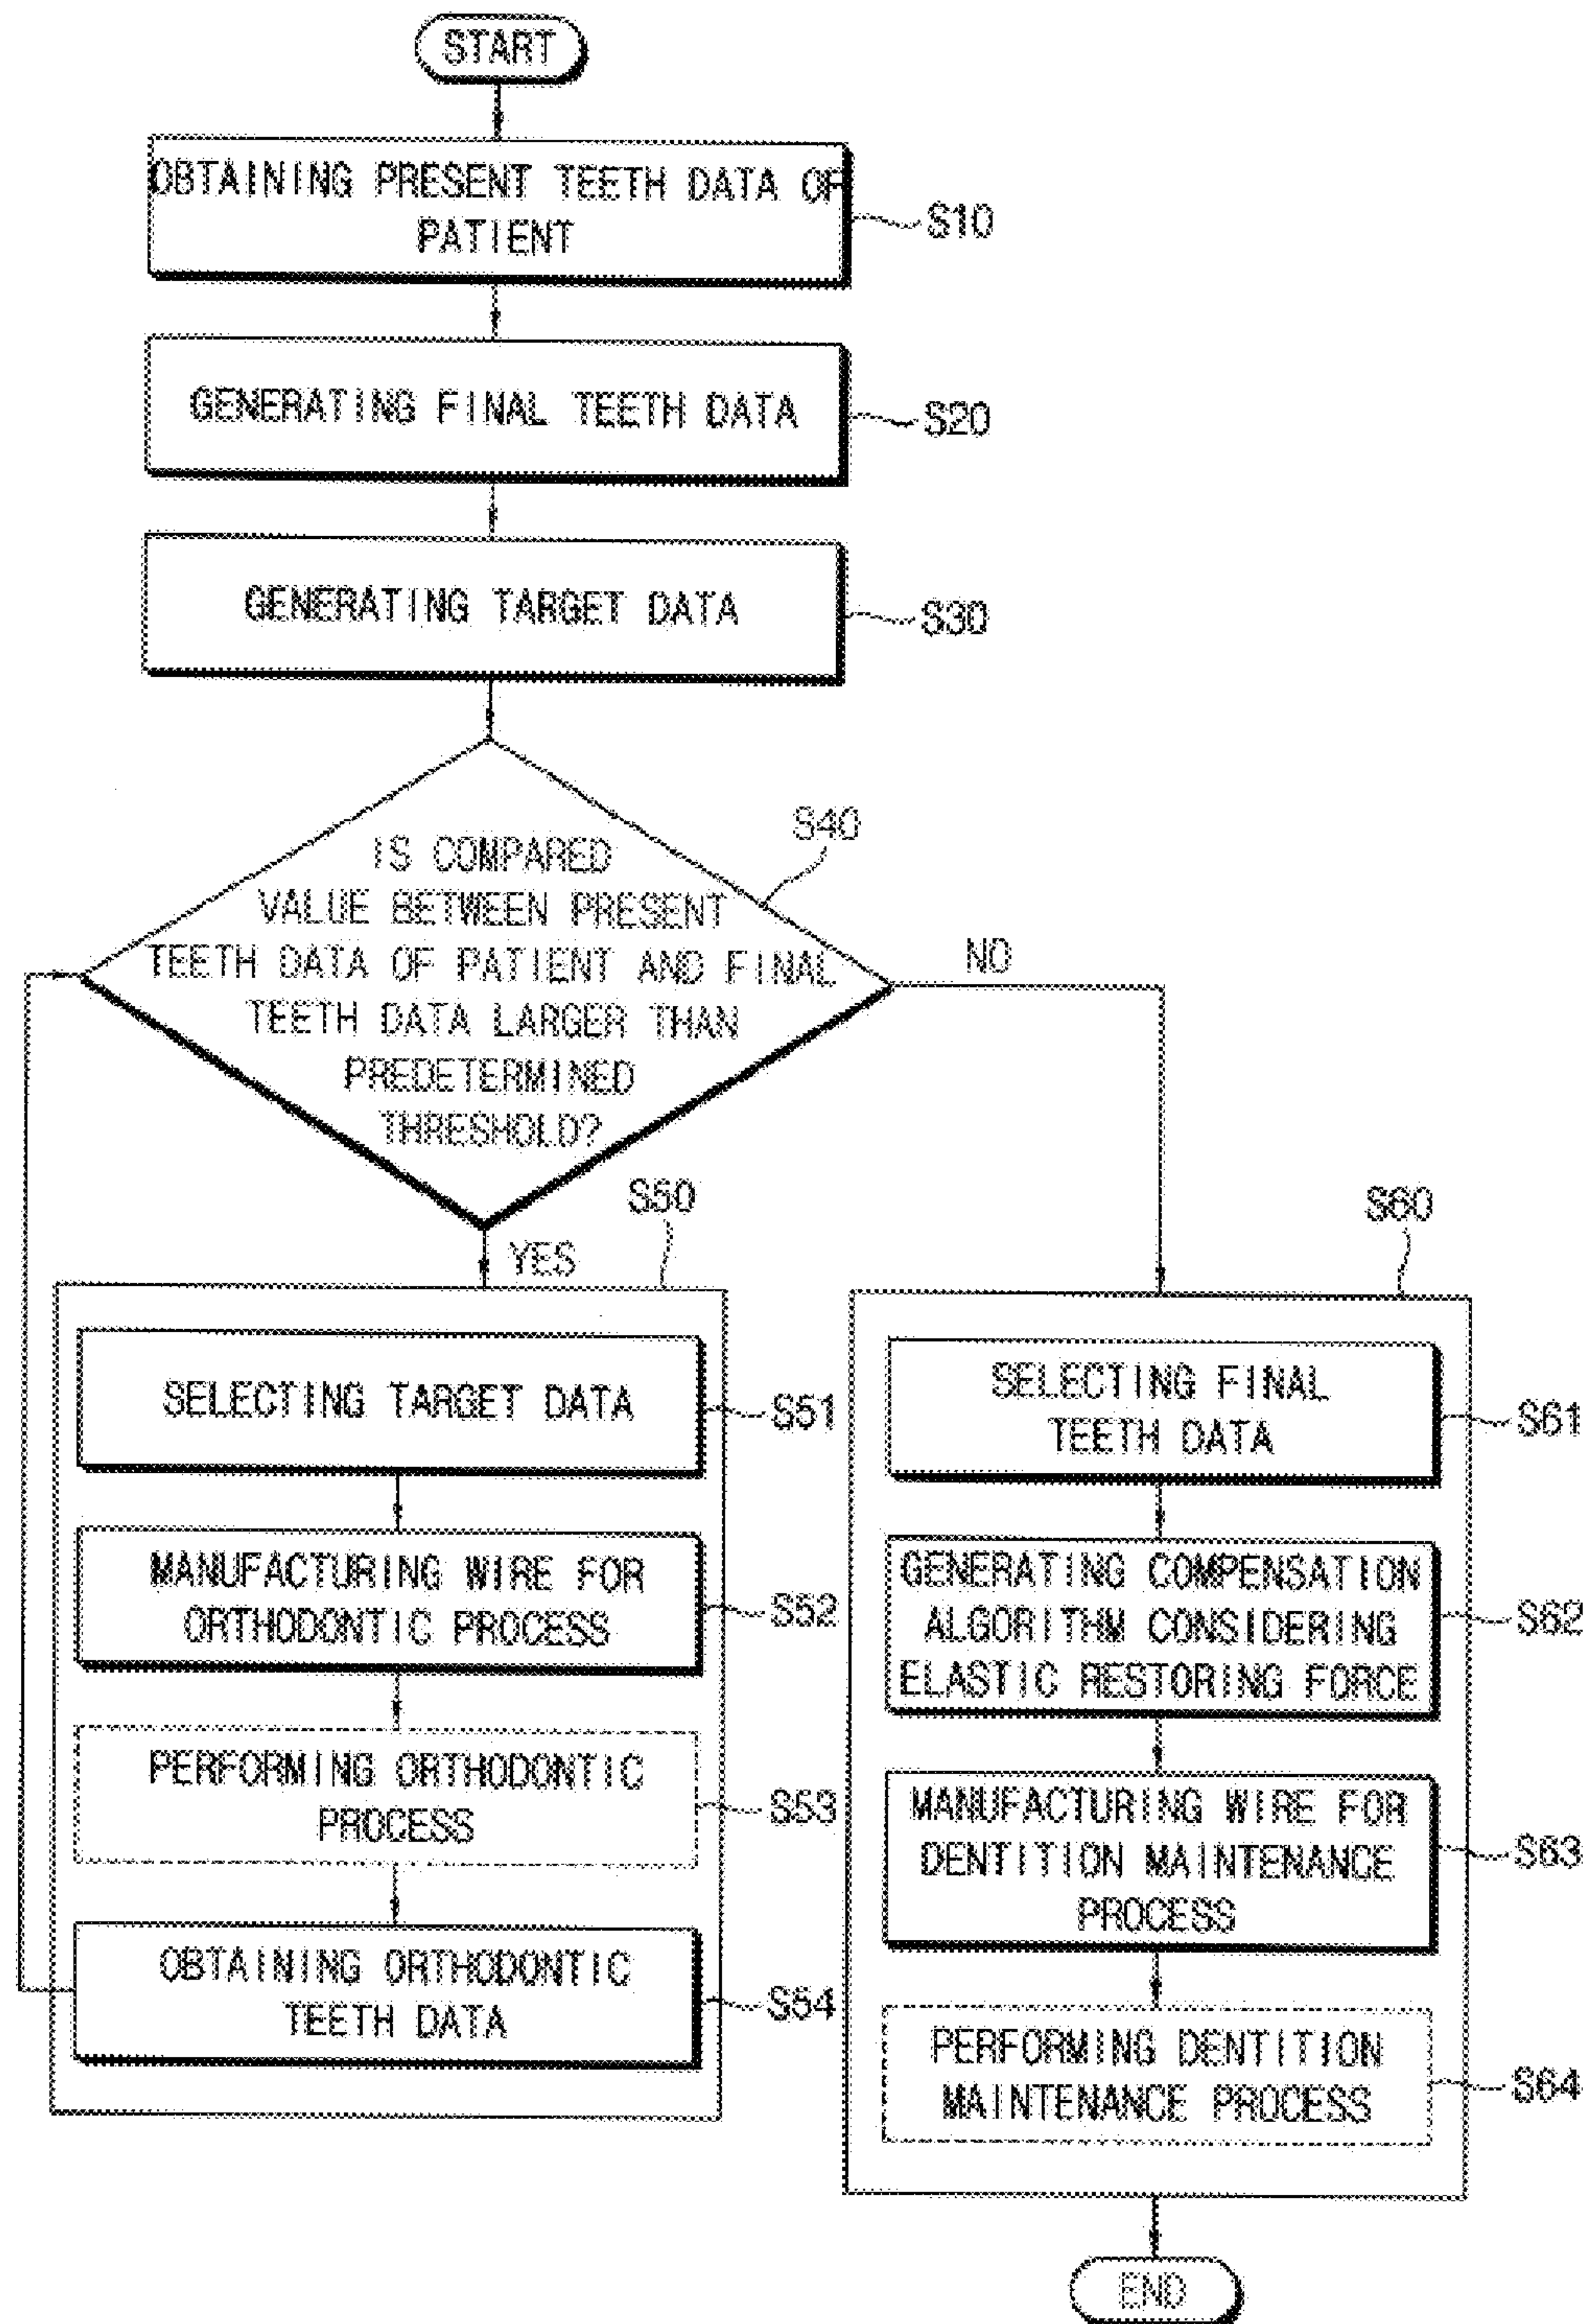 START
OBTAINING PRESENT TEETH DATA OF
PATIENT
S10
GENERATING FINAL TEETH DATA
S20
GENERATING TARGET DATA
S30
S40
IS COMPARED
VALUE BETWEEN PRESENT
TEETH DATA OF PATIENT AND FINAL
TEETH DATA LARGER THAN
PREDETERMINED
THRESHOLD?
NO
YES
S50
SELECTING TARGET DATA
S51
MANUFACTURING WIRE FOR
ORTHODONTIC PROCESS
S52
PERFORMING ORTHODONTIC
PROCESS
S53
OBTAINING ORTHODONTIC
TEETH DATA
S54
S60
SELECTING FINAL
TEETH DATA
S61
GENERATING COMPENSATION
ALGORITHM CONSIDERING
ELASTIC RESTORING FORCE
S62
MANUFACTURING WIRE FOR
DENTITION MAINTENANCE
PROCESS
S63
PERFORMING DENTITION
MAINTENANCE PROCESS
S64
END